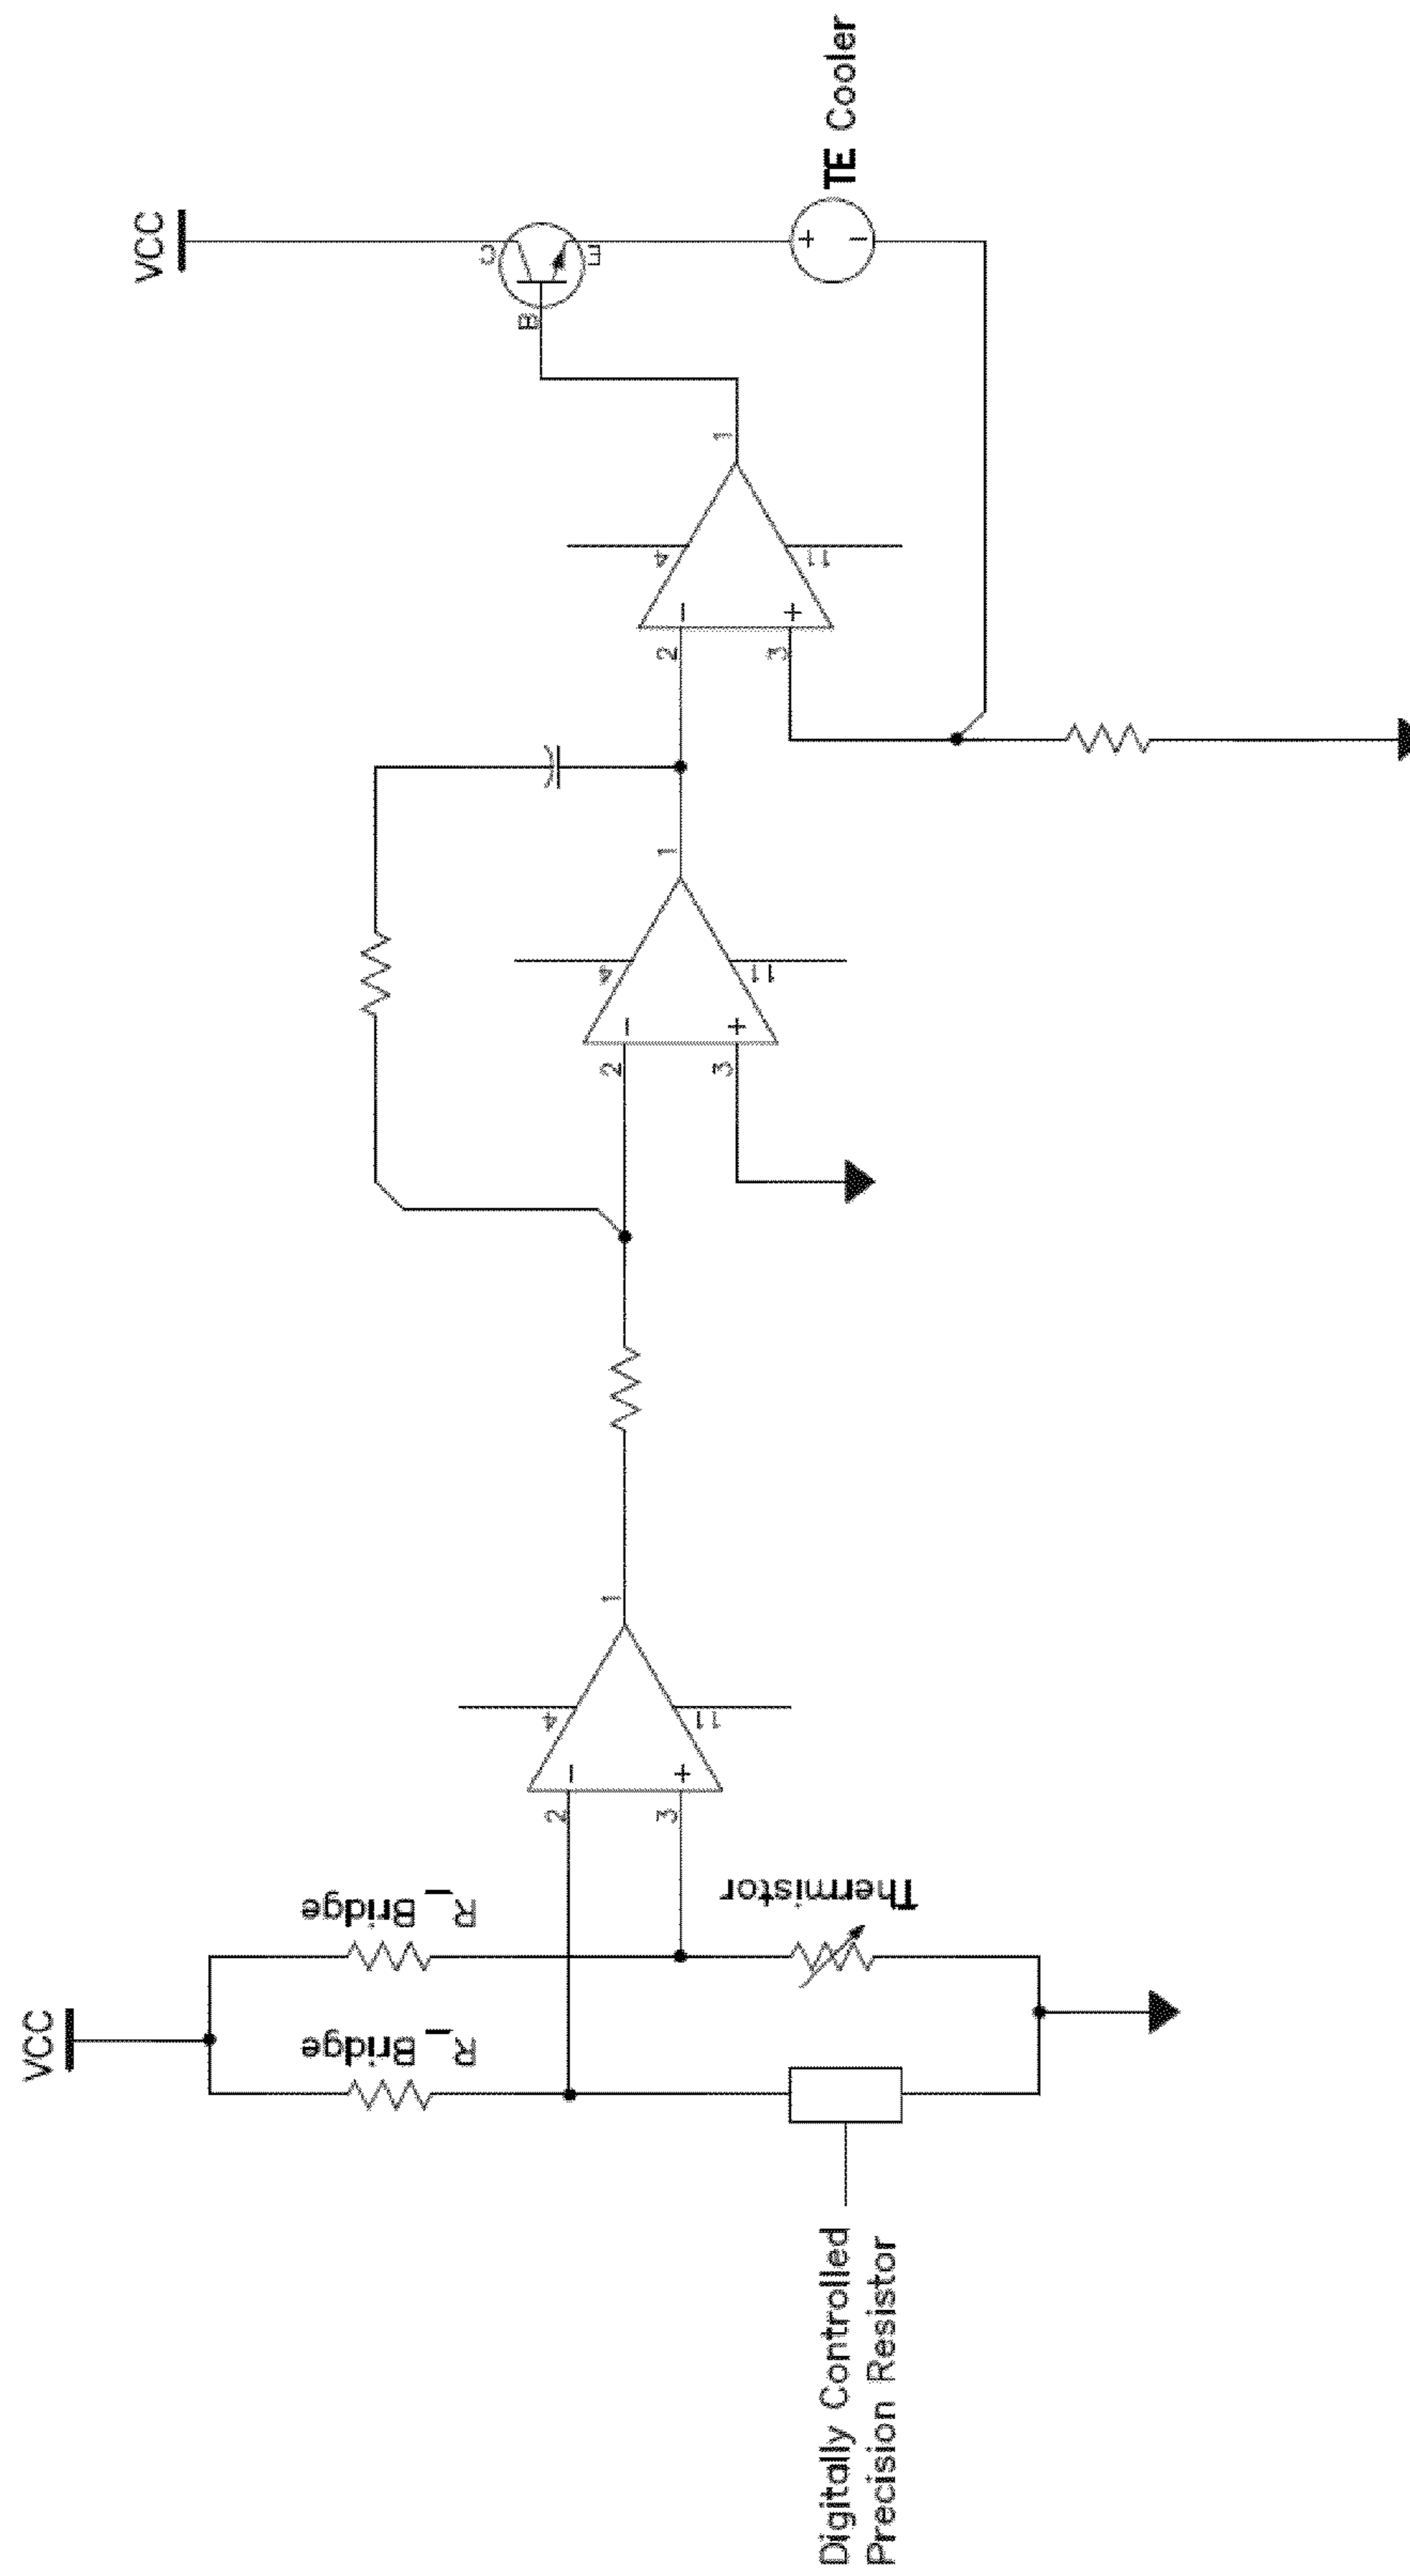 VCC
R_Bridge
R_Bridge
Digitally Controlled
Precision Resistor
Thermistor
2
3
-
+
4
11
1
2
3
-
+
4
11
1
2
3
-
+
4
11
1
VCC
B
C
E
+
-
TE Cooler